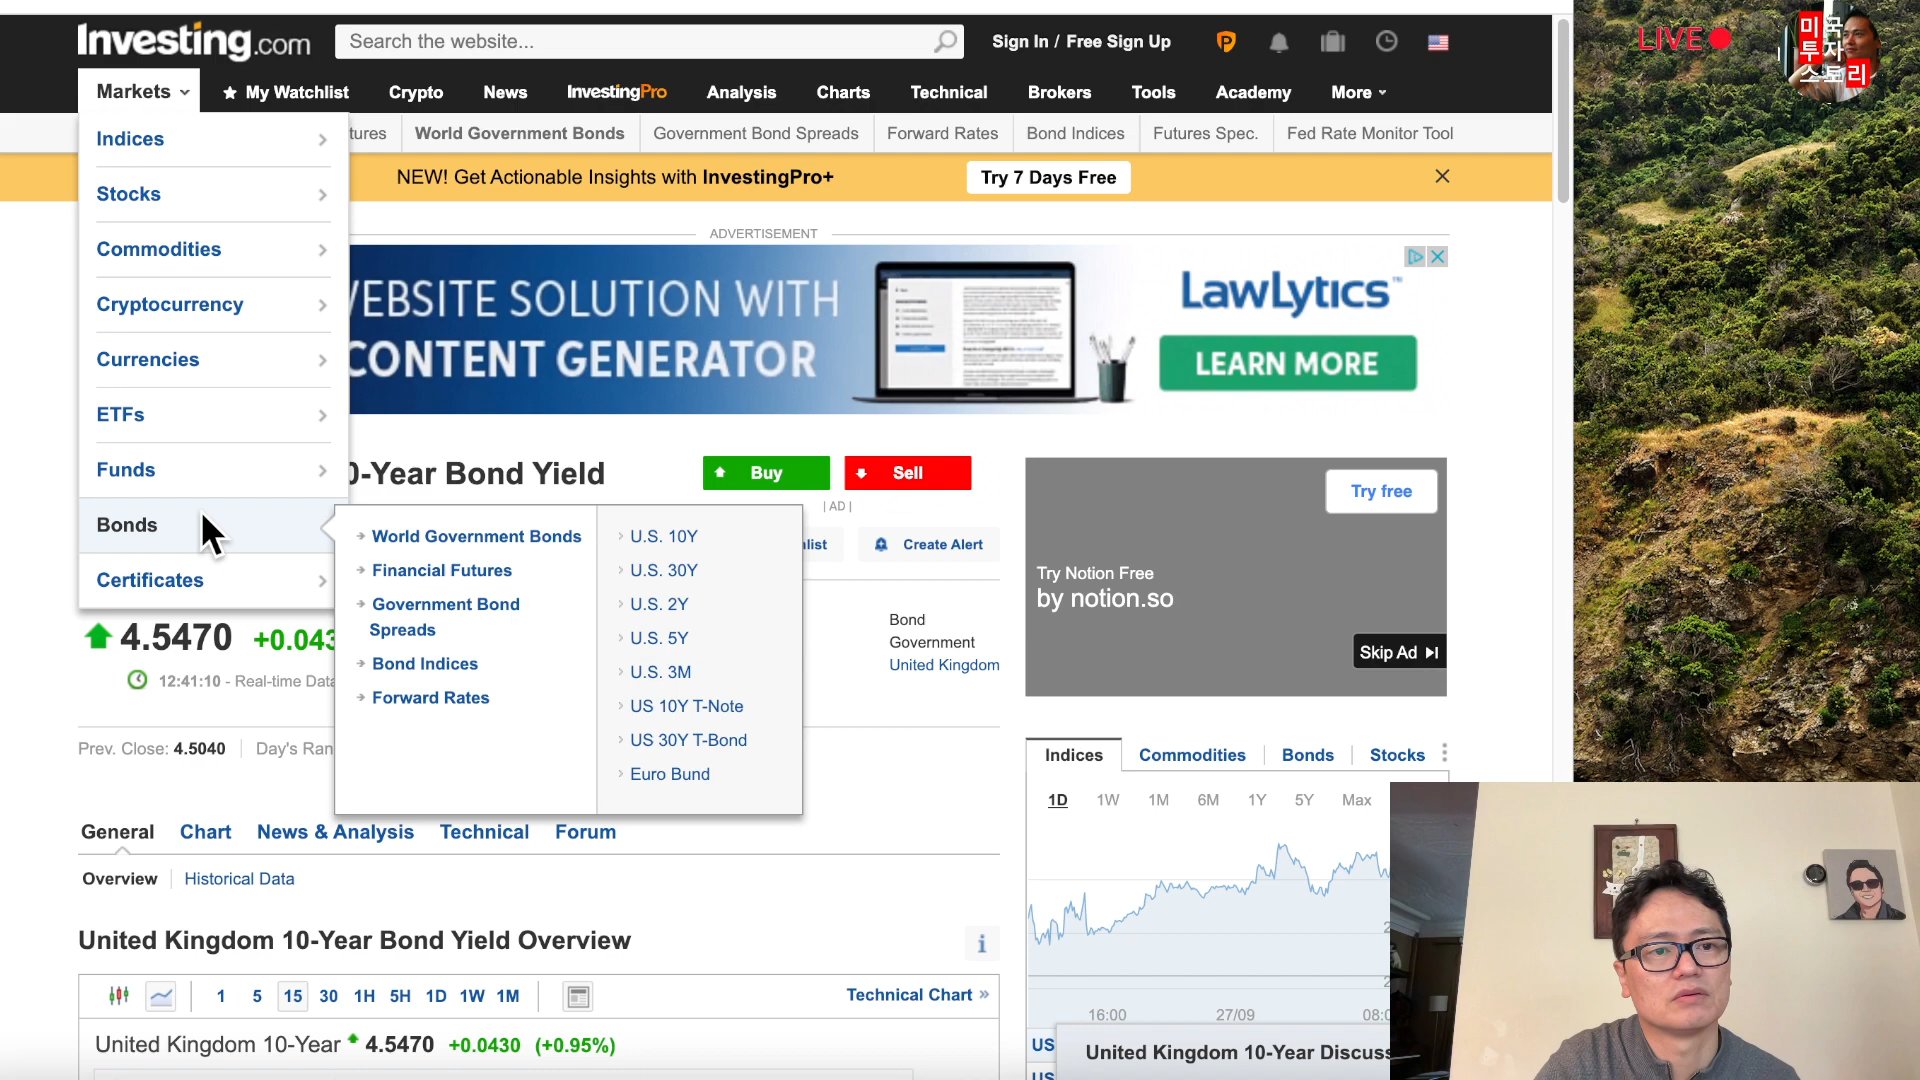 Investing.com
Search the website...
Sign In / Free Sign Up
LIVE
미국
투자
스토리
Markets
My Watchlist
Crypto
News
InvestingPro
Analysis
Charts
Technical
Brokers
Tools
Academy
More
tures
World Government Bonds
Government Bond Spreads
Forward Rates
Bond Indices
Futures Spec.
Fed Rate Monitor Tool
NEW! Get Actionable Insights with InvestingPro+
Try 7 Days Free
Indices
Stocks
Commodities
Cryptocurrency
Currencies
ETFs
Funds
Bonds
Certificates
ADVERTISEMENT
WEBSITE SOLUTION WITH
CONTENT GENERATOR
LawLytics™
LEARN MORE
0-Year Bond Yield
Buy
Sell
| AD |
Create Alert
World Government Bonds
Financial Futures
Government Bond
Spreads
Bond Indices
Forward Rates
U.S. 10Y
U.S. 30Y
U.S. 2Y
U.S. 5Y
U.S. 3M
US 10Y T-Note
US 30Y T-Bond
Euro Bund
4.5470 +0.043
12:41:10 - Real-time Data
Bond
Government
United Kingdom
Prev. Close: 4.5040
Day's Ran
Try free
Try Notion Free
by notion.so
Skip Ad
General
Chart
News & Analysis
Technical
Forum
Overview
Historical Data
Indices
Commodities
Bonds
Stocks
1D 1W 1M 6M 1Y 5Y Max
16:00 27/09 08:0
United Kingdom 10-Year Bond Yield Overview
i
1 5 15 30 1H 5H 1D 1W 1M
Technical Chart »
United Kingdom 10-Year 4.5470 +0.0430 (+0.95%)
US
United Kingdom 10-Year Discuss
US